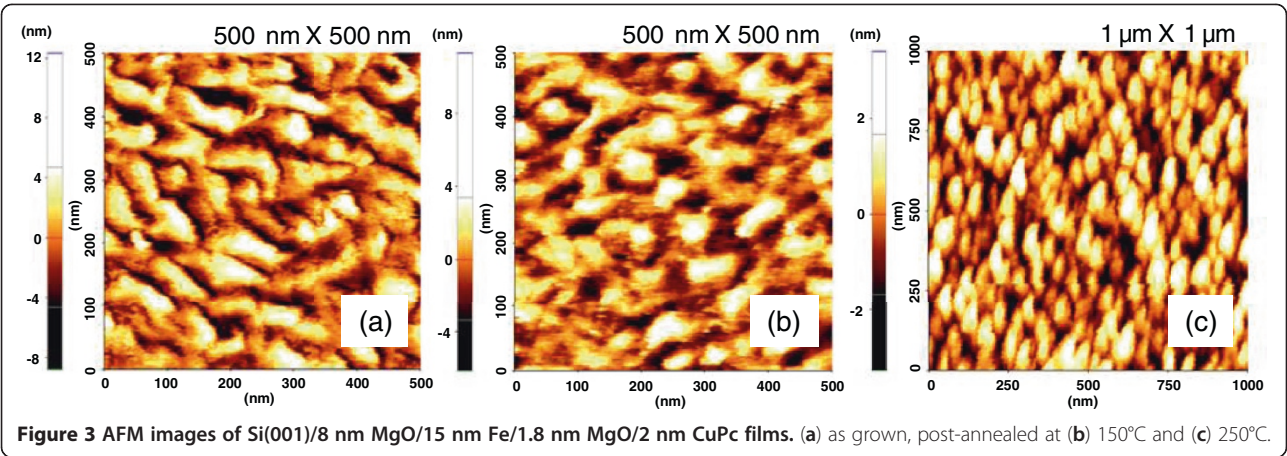 500 nm X 500 nm
500 nm X 500 nm
1 µm X 1 µm
(nm)
12
8
4
0
-4
-8
500
400
300
200
100
0
(nm)
(a)
0 100 200 300 400 500
(nm)
(nm)
8
4
0
-4
500
400
300
200
100
0
(nm)
(b)
0 100 200 300 400 500
(nm)
(nm)
2
0
-2
1000
750
500
250
0
(nm)
(c)
0 250 500 750 1000
(nm)
Figure 3 AFM images of Si(001)/8 nm MgO/15 nm Fe/1.8 nm MgO/2 nm CuPc films. (a) as grown, post-annealed at (b) 150°C and (c) 250°C.